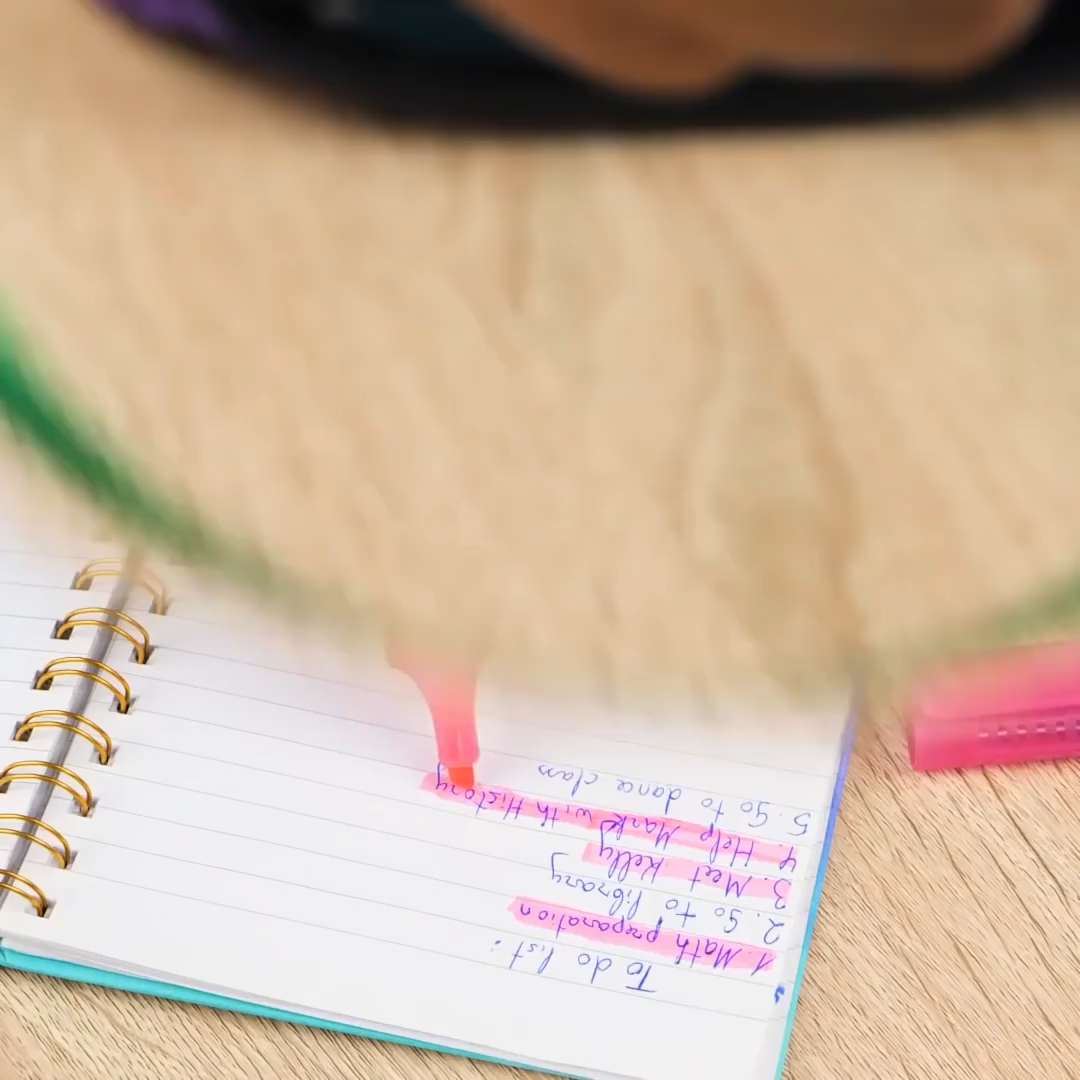 To do list:
1. Math preparation
2. Go to library
3. Meet Kelly
4. Help Mark with History
5. Go to dance class